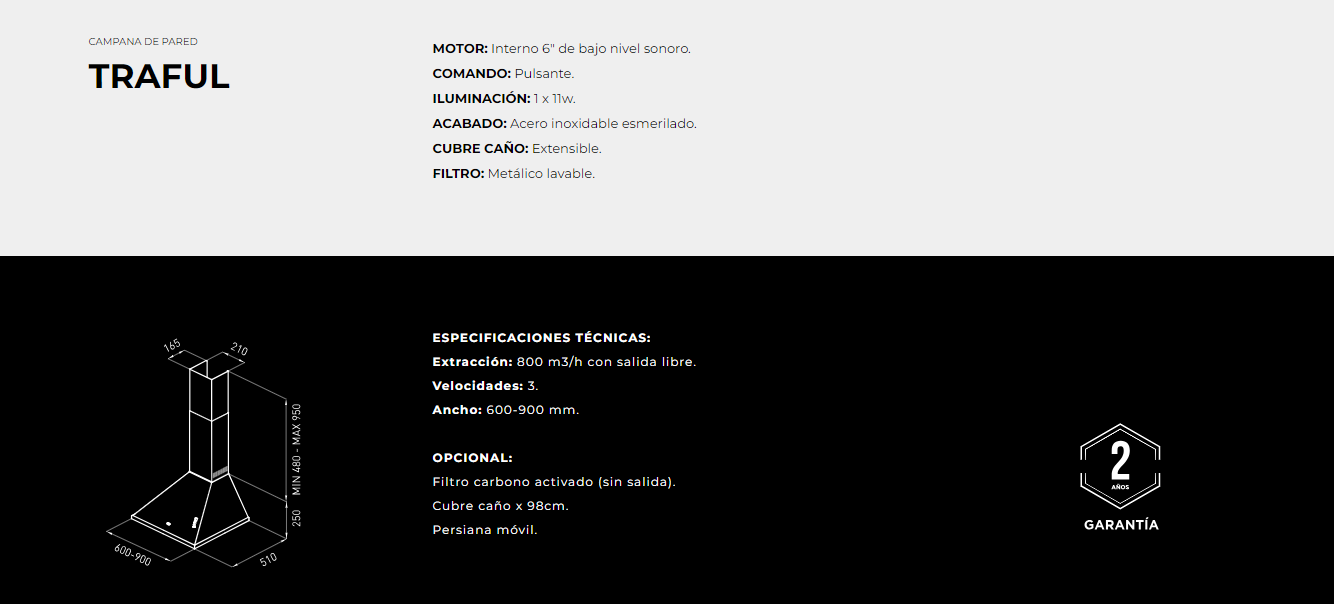 CAMPANA DE PARED
TRAFUL
MOTOR: Interno 6" de bajo nivel sonoro.
COMANDO: Pulsante.
ILUMINACIÓN: 1 x 11w.
ACABADO: Acero inoxidable esmerilado.
CUBRE CAÑO: Extensible.
FILTRO: Metálico lavable.
165
210
MIN 480 - MAX 950
250
600-900
510
ESPECIFICACIONES TÉCNICAS:
Extracción: 800 m3/h con salida libre.
Velocidades: 3.
Ancho: 600-900 mm.
OPCIONAL:
Filtro carbono activado (sin salida).
Cubre caño x 98cm.
Persiana móvil.
2
AÑOS
GARANTÍA